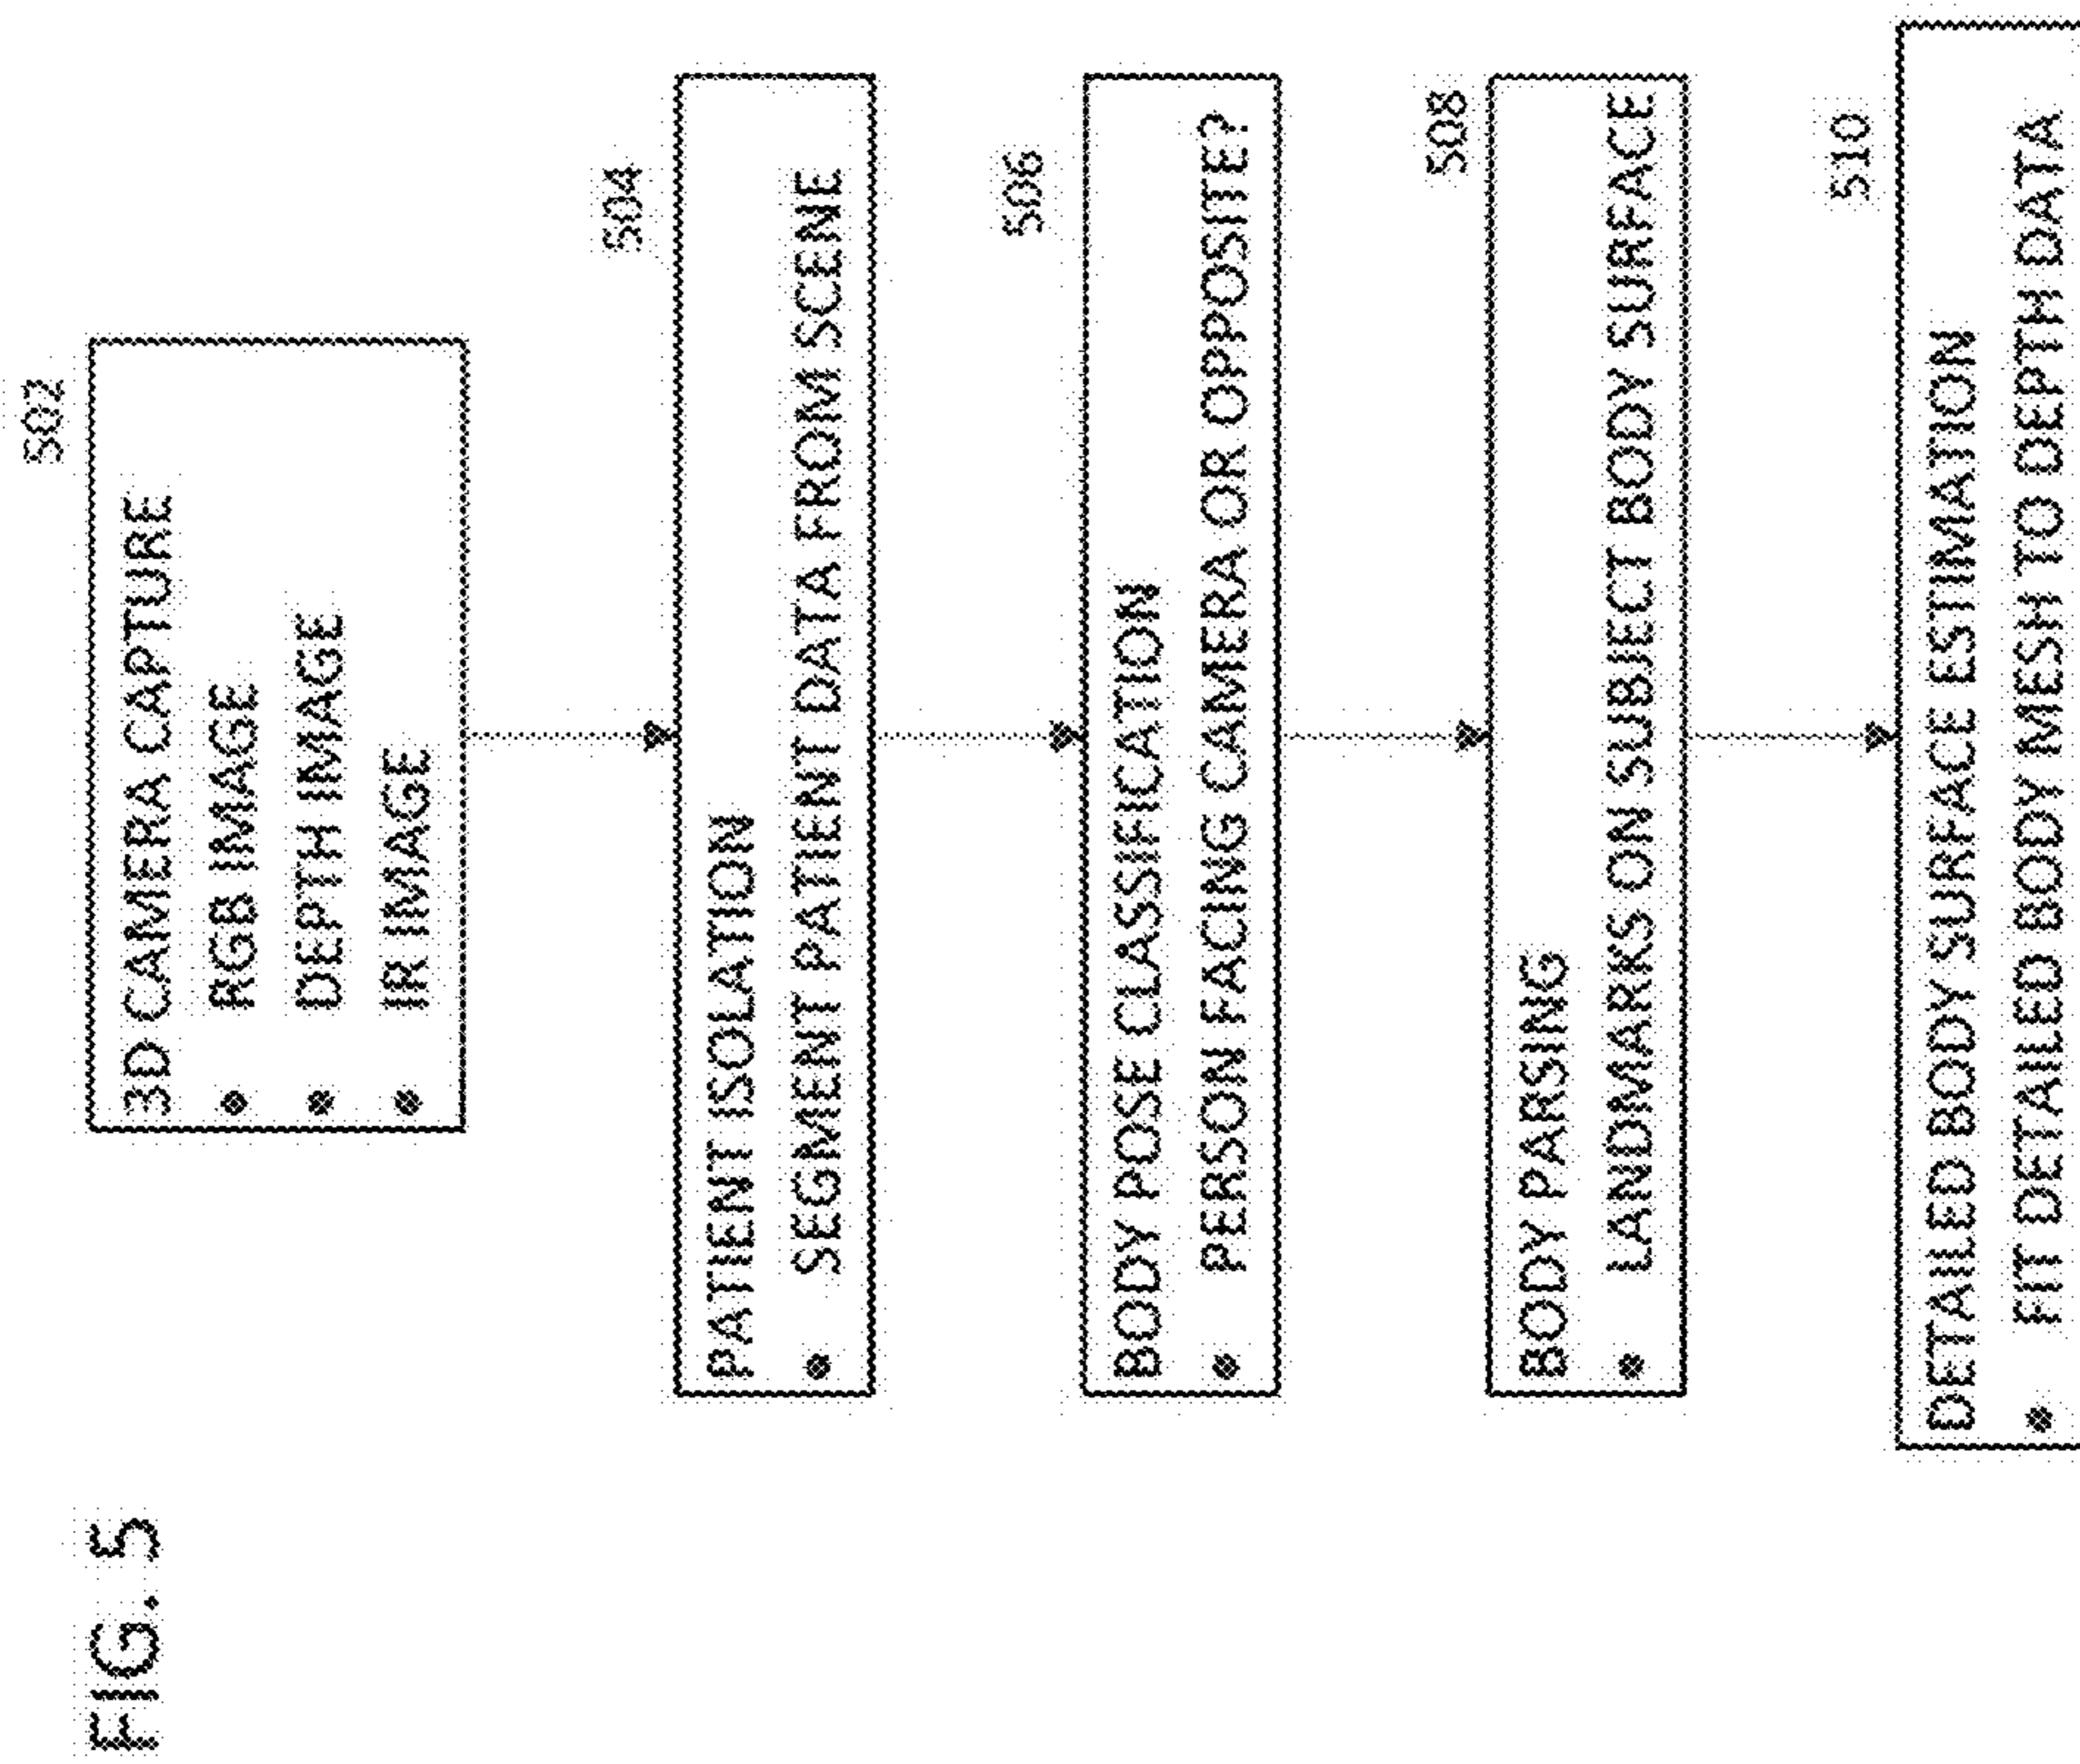 FIG. 5
502
3D CAMERA CAPTURE
• RGB IMAGE
• DEPTH IMAGE
• IR IMAGE
504
PATIENT ISOLATION
• SEGMENT PATIENT DATA FROM SCENE
506
BODY POSE CLASSIFICATION
• PERSON FACING CAMERA OR OPPOSITE?
508
BODY PARSING
• LANDMARKS ON SUBJECT BODY SURFACE
510
DETAILED BODY SURFACE ESTIMATION
• FIT DETAILED BODY MESH TO DEPTH DATA